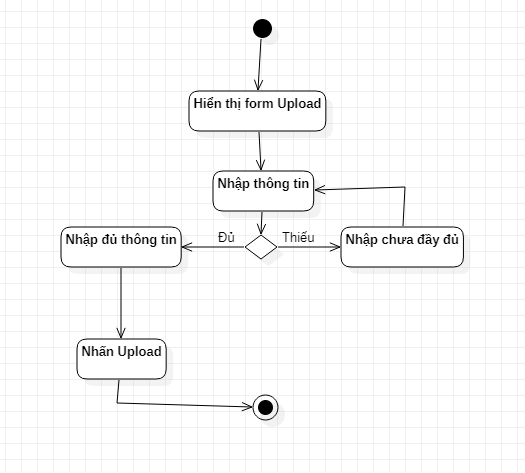 Hiển thị form Upload
Nhập thông tin
Đủ
Thiếu
Nhập đủ thông tin
Nhập chưa đầy đủ
Nhấn Upload